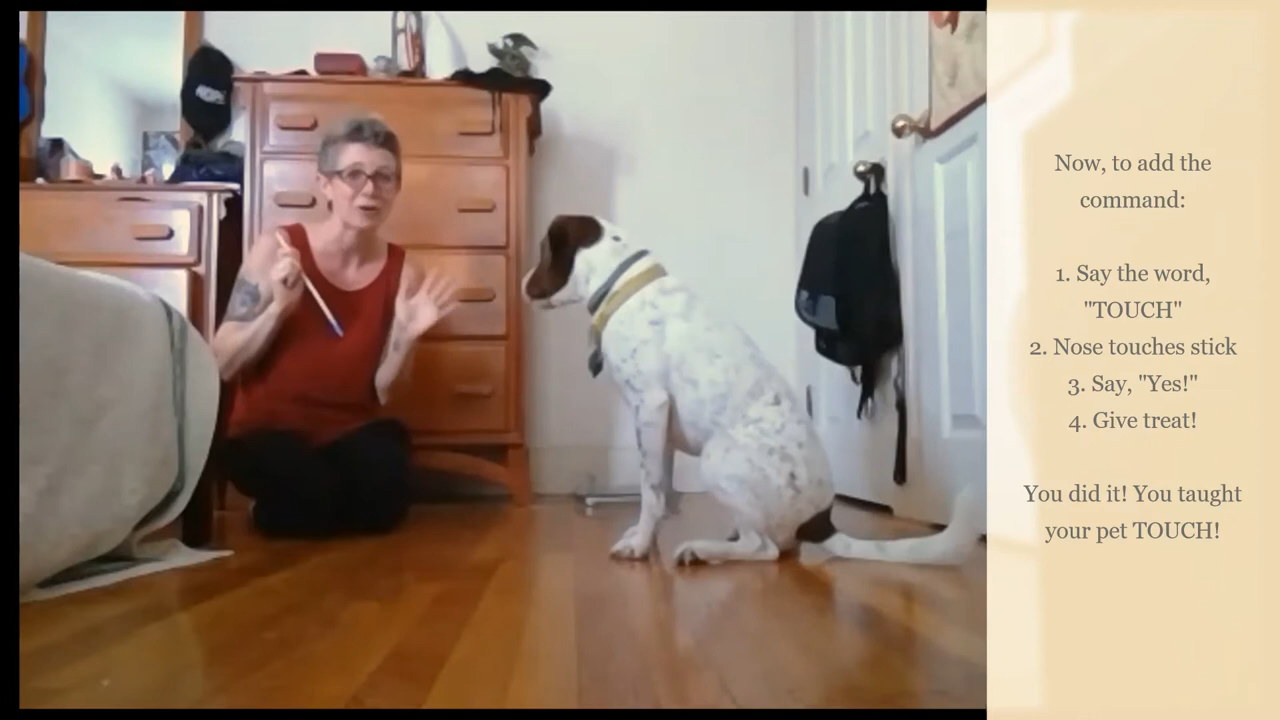 Now, to add the
command:
1. Say the word,
"TOUCH"
2. Nose touches stick
3. Say, "Yes!"
4. Give treat!
You did it! You taught
your pet TOUCH!